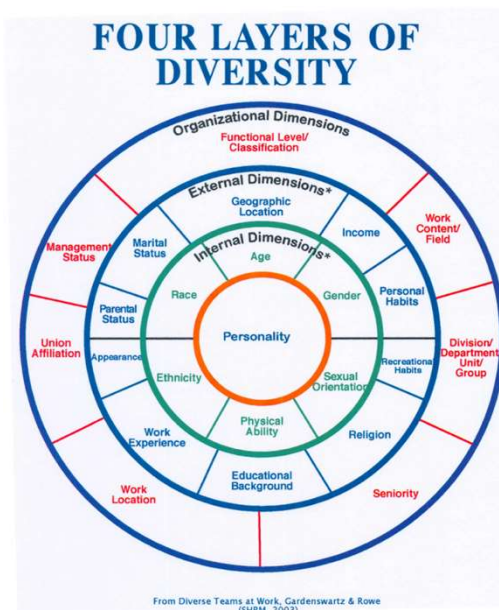 FOUR LAYERS OF
DIVERSITY
Organizational Dimensions
Functional Level/
Classification
External Dimensions*
Geographic
Location
Internal Dimensions*
Age
Management
Status
Marital
Status
Income
Work
Content/
Field
Race
Gender
Personal
Habits
Parental
Status
Personality
Union
Affiliation
Appearance
Recreational
Habits
Division/
Department
Unit/
Group
Ethnicity
Sexual
Orientation
Physical
Ability
Work
Experience
Religion
Educational
Background
Work
Location
Seniority
From Diverse Teams at Work, Gardenswartz & Rowe
(SHRM, 2003)